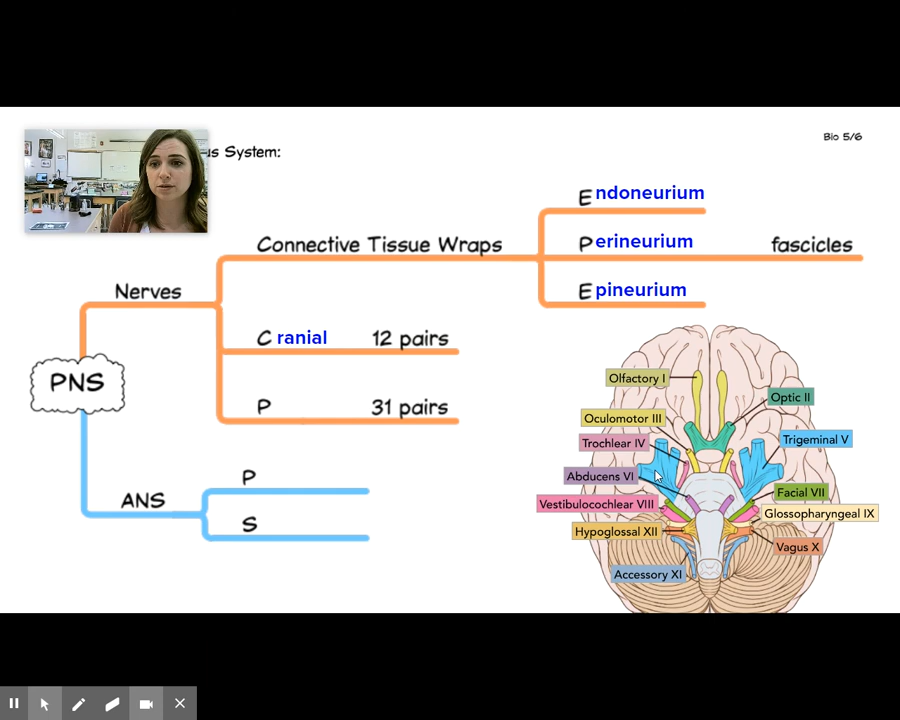 Bio 5/6
us System:
Endoneurium
Connective Tissue Wraps
Perineurium fascicles
Nerves
Epineurium
Cranial 12 pairs
PNS
P 31 pairs
ANS
P
S
Olfactory I
Optic II
Oculomotor III
Trochlear IV
Trigeminal V
Abducens VI
Facial VII
Vestibulocochlear VIII
Glossopharyngeal IX
Hypoglossal XII
Vagus X
Accessory XI